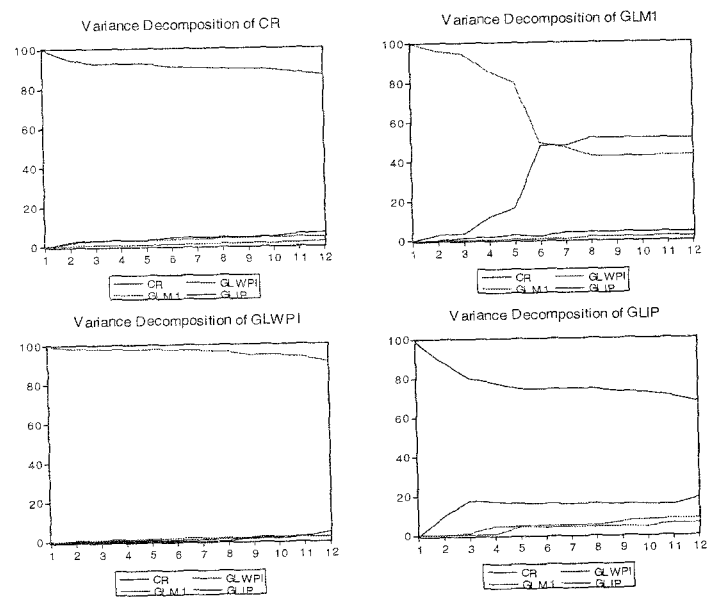 Variance Decomposition of CR
100
80
60
40
20
0
1 2 3 4 5 6 7 8 9 10 11 12
CR GLWPI
GLM1 GLIP
Variance Decomposition of GLM1
100
80
60
40
20
0
1 2 3 4 5 6 7 8 9 10 11 12
CR GLWPI
GLM1 GLIP
Variance Decomposition of GLWPI
100
80
60
40
20
0
1 2 3 4 5 6 7 8 9 10 11 12
CR GLWPI
GLM1 GLIP
Variance Decomposition of GLIP
100
80
60
40
20
0
1 2 3 4 5 6 7 8 9 10 11 12
CR GLWPI
GLM1 GLIP